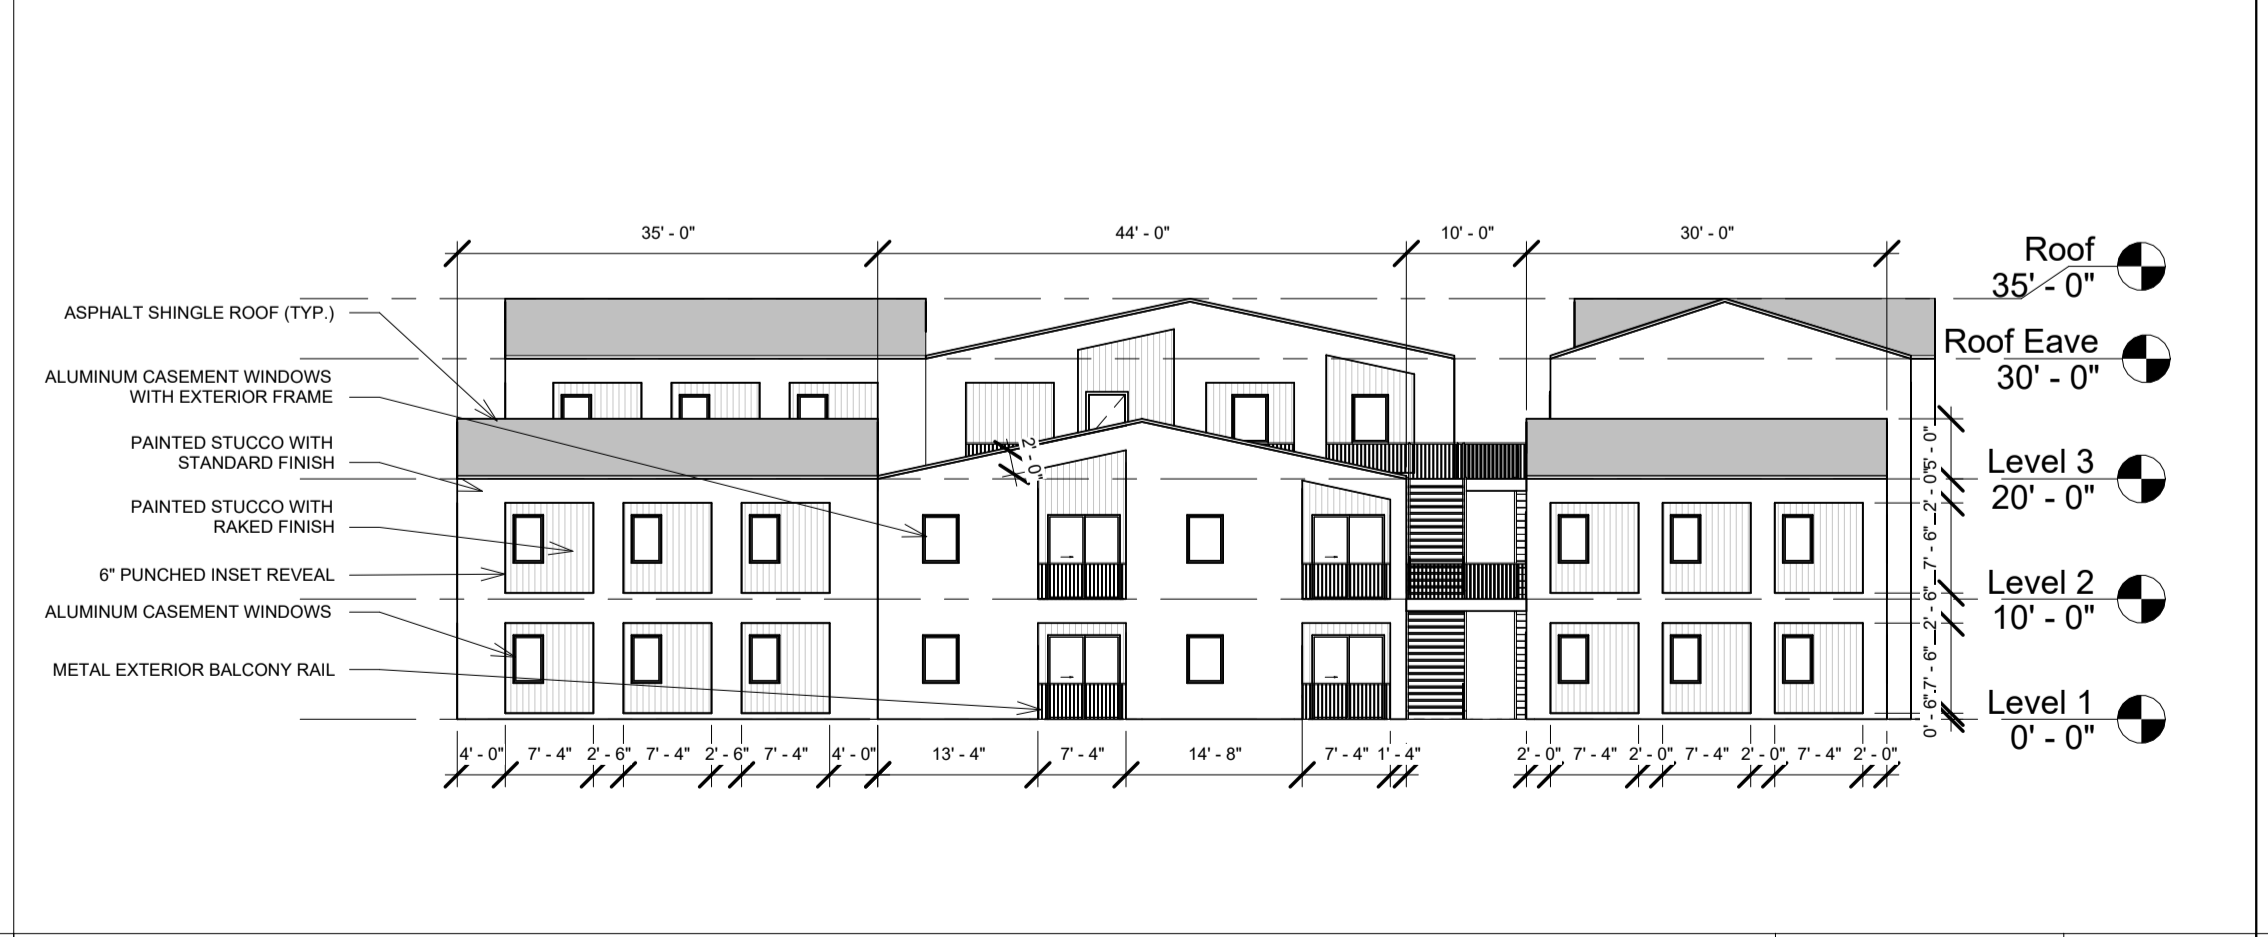 35' - 0"
44' - 0"
10' - 0"
30' - 0"
Roof
35' - 0"
ASPHALT SHINGLE ROOF (TYP.)
Roof Eave
30' - 0"
ALUMINUM CASEMENT WINDOWS
WITH EXTERIOR FRAME
PAINTED STUCCO WITH
STANDARD FINISH
2' - 0"
5' - 0"
Level 3
20' - 0"
2' - 0"
PAINTED STUCCO WITH
RAKED FINISH
7' - 6"
6" PUNCHED INSET REVEAL
Level 2
10' - 0"
ALUMINUM CASEMENT WINDOWS
2' - 6"
METAL EXTERIOR BALCONY RAIL
7' - 6"
Level 1
0' - 0"
0' - 6"
4' - 0"
7' - 4"
2' - 6"
7' - 4"
2' - 6"
7' - 4"
4' - 0"
13' - 4"
7' - 4"
14' - 8"
7' - 4"
1' - 4"
2' - 0"
7' - 4"
2' - 0"
7' - 4"
2' - 0"
7' - 4"
2' - 0"